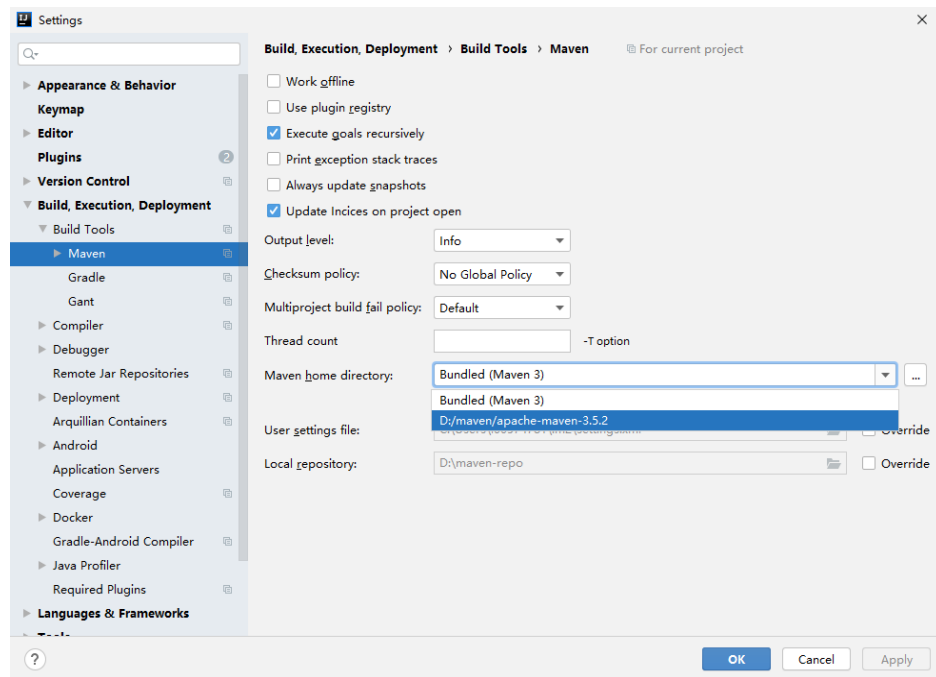 Settings
Build, Execution, Deployment › Build Tools › Maven For current project
Appearance & Behavior
Keymap
Editor
Plugins 2
Version Control
Build, Execution, Deployment
Build Tools
Maven
Gradle
Gant
Compiler
Debugger
Remote Jar Repositories
Deployment
Arquillian Containers
Android
Application Servers
Coverage
Docker
Gradle-Android Compiler
Java Profiler
Required Plugins
Languages & Frameworks
Tools
Work offline
Use plugin registry
Execute goals recursively
Print exception stack traces
Always update snapshots
Update Incices on project open
Output level: Info
Checksum policy: No Global Policy
Multiproject build fail policy: Default
Thread count -T option
Maven home directory: Bundled (Maven 3) ...
Bundled (Maven 3)
D:/maven/apache-maven-3.5.2
User settings file: Override
Local repository: D:\maven-repo Override
? OK Cancel Apply